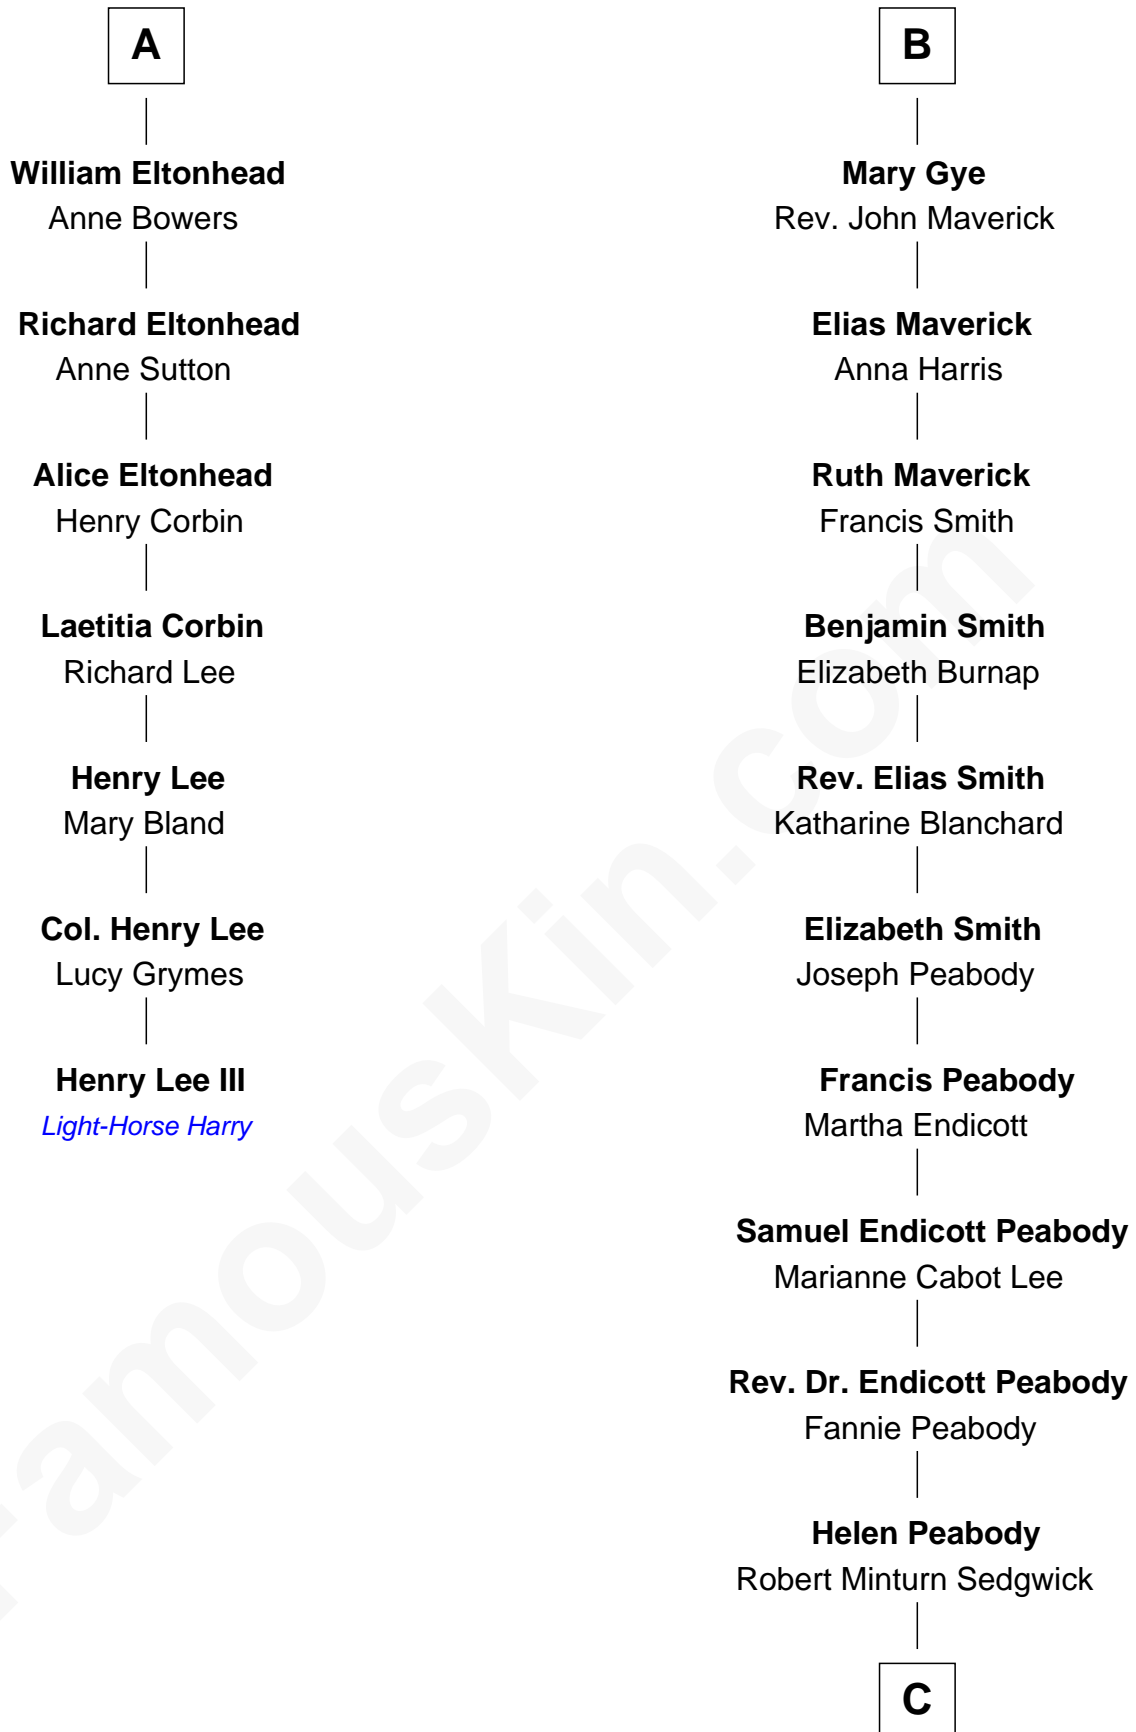 A
William Eltonhead
Anne Bowers
Richard Eltonhead
Anne Sutton
Alice Eltonhead
Henry Corbin
Laetitia Corbin
Richard Lee
Henry Lee
Mary Bland
Col. Henry Lee
Lucy Grymes
Henry Lee III
Light-Horse Harry
B
Mary Gye
Rev. John Maverick
Elias Maverick
Anna Harris
Ruth Maverick
Francis Smith
Benjamin Smith
Elizabeth Burnap
Rev. Elias Smith
Katharine Blanchard
Elizabeth Smith
Joseph Peabody
Francis Peabody
Martha Endicott
Samuel Endicott Peabody
Marianne Cabot Lee
Rev. Dr. Endicott Peabody
Fannie Peabody
Helen Peabody
Robert Minturn Sedgwick
C
FamousKin.com